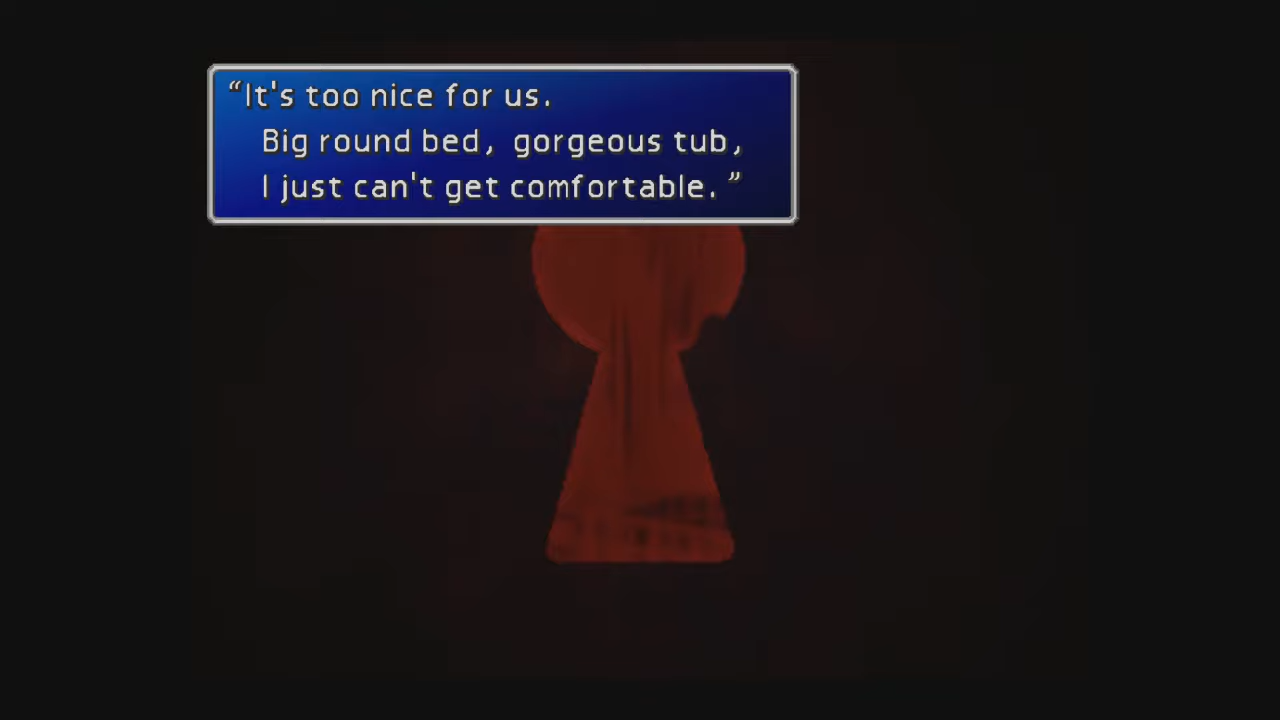 “It's too nice for us.
Big round bed, gorgeous tub,
I just can't get comfortable.”